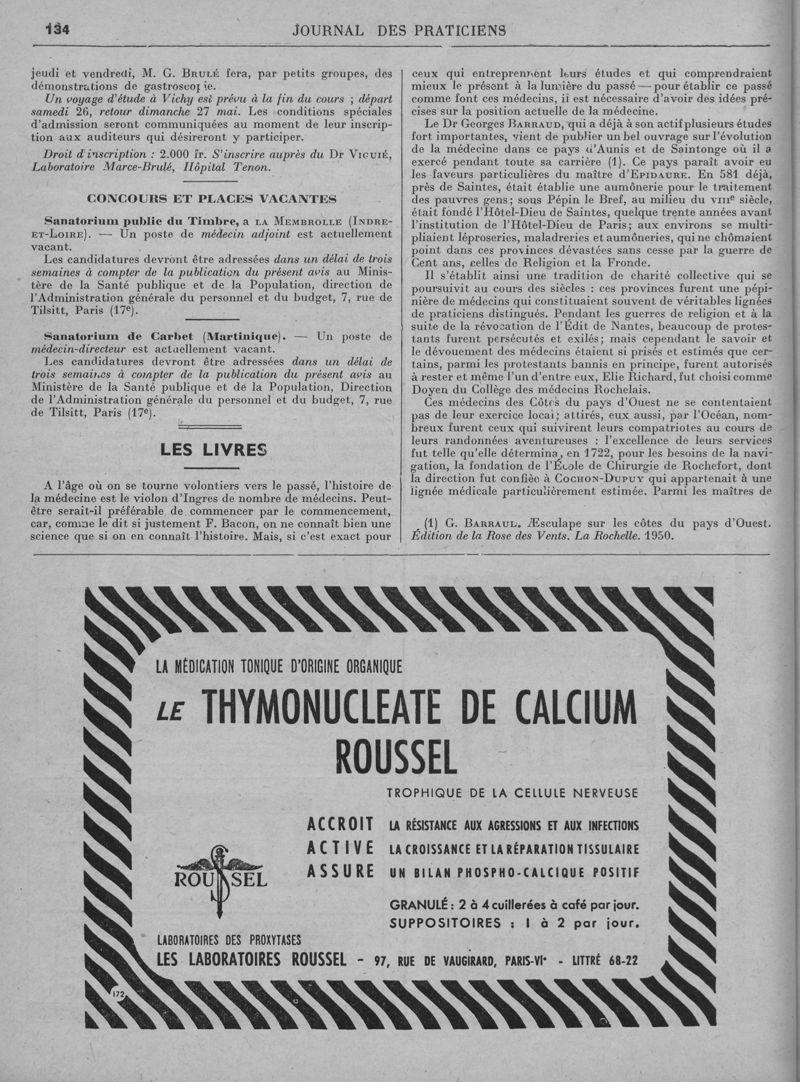 134
JOURNAL DES PRATICIENS
jeudi et vendredi, M. G. BRULÉ fera, par petits groupes, des
démonstrations de gastroscopie.
Un voyage d'étude à Vichy est prévu à la fin du cours ; départ
samedi 26, retour dimanche 27 mai. Les conditions spéciales
d'admission seront communiquées au moment de leur inscrip-
tion aux auditeurs qui désireront y participer.
Droit d'inscription : 2.000 fr. S'inscrire auprès du Dr VIGUIÉ,
Laboratoire Marce-Brulé, Hôpital Tenon.
CONCOURS ET PLACES VACANTES
Sanatorium public du Timbre, a LA MEMBROLLE (INDRE-
ET-LOIRE). — Un poste de médecin adjoint est actuellement
vacant.
Les candidatures devront être adressées dans un délai de trois
semaines à compter de la publication du présent avis au Minis-
tère de la Santé publique et de la Population, direction de
l'Administration générale du personnel et du budget, 7, rue de
Tilsitt, Paris (17e).
Sanatorium de Carbet (Martinique). — Un poste de
médecin-directeur est actuellement vacant.
Les candidatures devront être adressées dans un délai de
trois semaines à compter de la publication du présent avis au
Ministère de la Santé publique et de la Population, Direction
de l'Administration générale du personnel et du budget, 7, rue
de Tilsitt, Paris (17e).
LES LIVRES
A l'âge où on se tourne volontiers vers le passé, l'histoire de
la médecine est le violon d'Ingres de nombre de médecins. Peut-
être serait-il préférable de commencer par le commencement,
car, comme le dit si justement F. Bacon, on ne connaît bien une
science que si on en connaît l'histoire. Mais, si c'est exact pour
ceux qui entreprennent leurs études et qui comprendraient
mieux le présent à la lumière du passé — pour établir ce passé
comme font ces médecins, il est nécessaire d'avoir des idées pré-
cises sur la position actuelle de la médecine.
Le Dr Georges BARRAUD, qui a déjà à son actif plusieurs études
fort importantes, vient de publier un bel ouvrage sur l'évolution
de la médecine dans ce pays d'Aunis et de Saintonge où il a
exercé pendant toute sa carrière (1). Ce pays paraît avoir eu
les faveurs particulières du maître d'EPIDAURE. En 581 déjà,
près de Saintes, était établie une aumônerie pour le traitement
des pauvres gens ; sous Pépin le Bref, au milieu du VIIIe siècle,
était fondé l'Hôtel-Dieu de Saintes, quelque trente années avant
l'institution de l'Hôtel-Dieu de Paris ; aux environs se multi-
pliaient léproseries, maladreries et aumôneries, qui ne chômaient
point dans ces provinces dévastées sans cesse par la guerre de
Cent ans, celles de Religion et la Fronde.
Il s'établit ainsi une tradition de charité collective qui se
poursuivit au cours des siècles : ces provinces furent une pépi-
nière de médecins qui constituaient souvent de véritables lignées
de praticiens distingués. Pendant les guerres de religion et à la
suite de la révocation de l'Édit de Nantes, beaucoup de protes-
tants furent persécutés et exilés ; mais cependant le savoir et
le dévouement des médecins étaient si prisés et estimés que cer-
tains, parmi les protestants bannis en principe, furent autorisés
à rester et même l'un d'entre eux, Elie Richard, fut choisi comme
Doyen du Collège des médecins Rochelais.
Ces médecins des Côtes du pays d'Ouest ne se contentaient
pas de leur exercice local ; attirés, eux aussi, par l'Océan, nom-
breux furent ceux qui suivirent leurs compatriotes au cours de
leurs randonnées aventureuses : l'excellence de leurs services
fut telle qu'elle détermina, en 1722, pour les besoins de la navi-
gation, la fondation de l'École de Chirurgie de Rochefort, dont
la direction fut confiée à COCHON-DUPUY qui appartenait à une
lignée médicale particulièrement estimée. Parmi les maîtres de
(1) G. BARRAUL. Æsculape sur les côtes du pays d'Ouest.
Édition de la Rose des Vents. La Rochelle. 1950.
LA MÉDICATION TONIQUE D'ORIGINE ORGANIQUE
LE THYMONUCLEATE DE CALCIUM
ROUSSEL
TROPHIQUE DE LA CELLULE NERVEUSE
ACCROIT LA RÉSISTANCE AUX AGRESSIONS ET AUX INFECTIONS
ACTIVE LA CROISSANCE ET LA RÉPARATION TISSULAIRE
ASSURE UN BILAN PHOSPHO-CALCIQUE POSITIF
ROUSSEL
GRANULÉ : 2 à 4 cuillerées à café par jour.
SUPPOSITOIRES : 1 à 2 par jour.
LABORATOIRES DES PROXYTASES
LES LABORATOIRES ROUSSEL - 97, RUE DE VAUGIRARD, PARIS-VIe - LITTRÉ 68-22
172